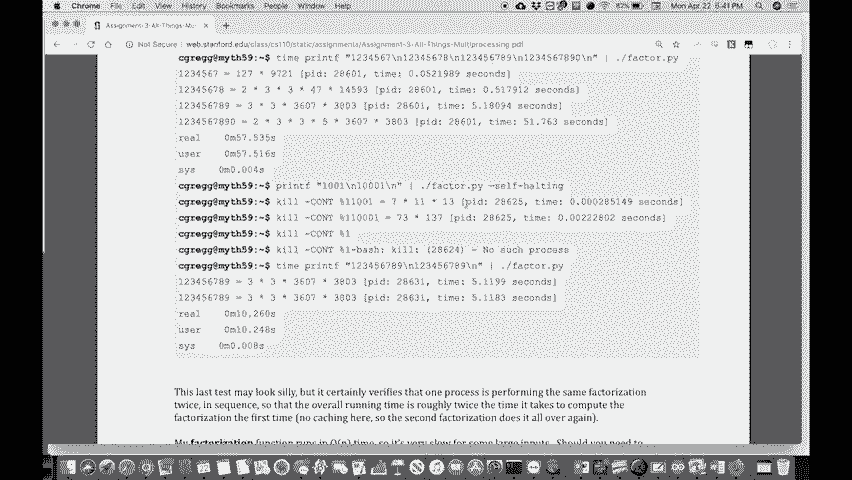 Chrome File Edit View History Bookmarks People Window Help
Mon Apr 22 6:41 PM
Assignment-3-All-Things-Mul
Not Secure web.stanford.edu/class/cs110/static/assignments/Assignment-3-All-Things-Multiprocessing.pdf
cgregg@myth59:~$ time printf "1234567\n12345678\n123456789\n1234567890\n" | ./factor.py
1234567 = 127 * 9721 [pid: 28601, time: 0.0521989 seconds]
12345678 = 2 * 3 * 3 * 47 * 14593 [pid: 28601, time: 0.517912 seconds]
123456789 = 3 * 3 * 3607 * 3803 [pid: 28601, time: 5.18094 seconds]
1234567890 = 2 * 3 * 3 * 5 * 3607 * 3803 [pid: 28601, time: 51.763 seconds]
real 0m57.535s
user 0m57.516s
sys 0m0.004s
cgregg@myth59:~$ printf "1001\n10001\n" | ./factor.py --self-halting
cgregg@myth59:~$ kill -CONT %11001 = 7 * 11 * 13 [pid: 28625, time: 0.000285149 seconds]
cgregg@myth59:~$ kill -CONT %110001 = 73 * 137 [pid: 28625, time: 0.00222802 seconds]
cgregg@myth59:~$ kill -CONT %1
cgregg@myth59:~$ kill -CONT %1-bash: kill: (28624) - No such process
cgregg@myth59:~$ time printf "123456789\n123456789\n" | ./factor.py
123456789 = 3 * 3 * 3607 * 3803 [pid: 28631, time: 5.1199 seconds]
123456789 = 3 * 3 * 3607 * 3803 [pid: 28631, time: 5.1183 seconds]
real 0m10.260s
user 0m10.248s
sys 0m0.008s
This last test may look silly, but it certainly verifies that one process is performing the same factorization
twice, in sequence, so that the overall running time is roughly twice the time it takes to compute the
factorization the first time (no caching here, so the second factorization does it all over again).
My factorization function runs in O(n) time, so it's very slow for some large inputs. Should you need to